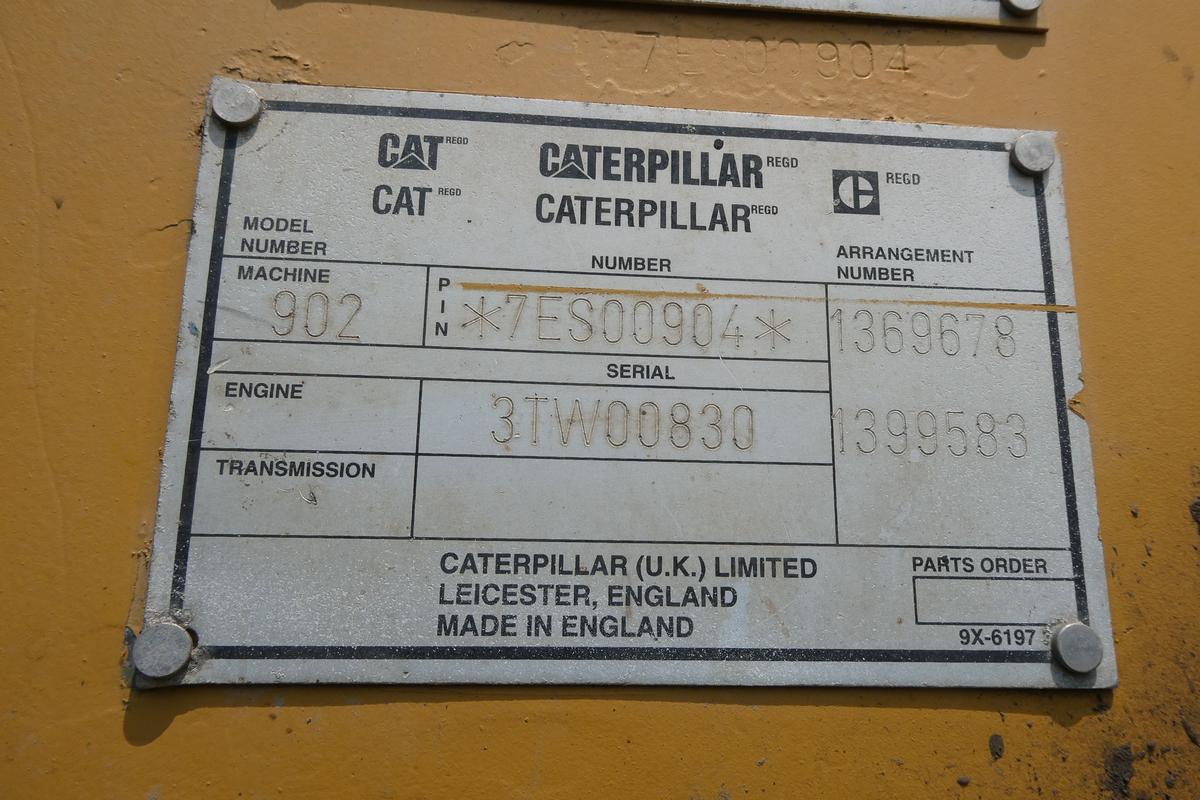 7ES00904
CAT REGD CATERPILLAR REGD REGD
CAT REGD CATERPILLAR REGD
MODEL
NUMBER NUMBER ARRANGEMENT
NUMBER
MACHINE
902
PIN
*7ES00904* 1369678
SERIAL
ENGINE 3TW00830 1399583
TRANSMISSION
CATERPILLAR (U.K.) LIMITED
LEICESTER, ENGLAND
MADE IN ENGLAND
PARTS ORDER
9X-6197